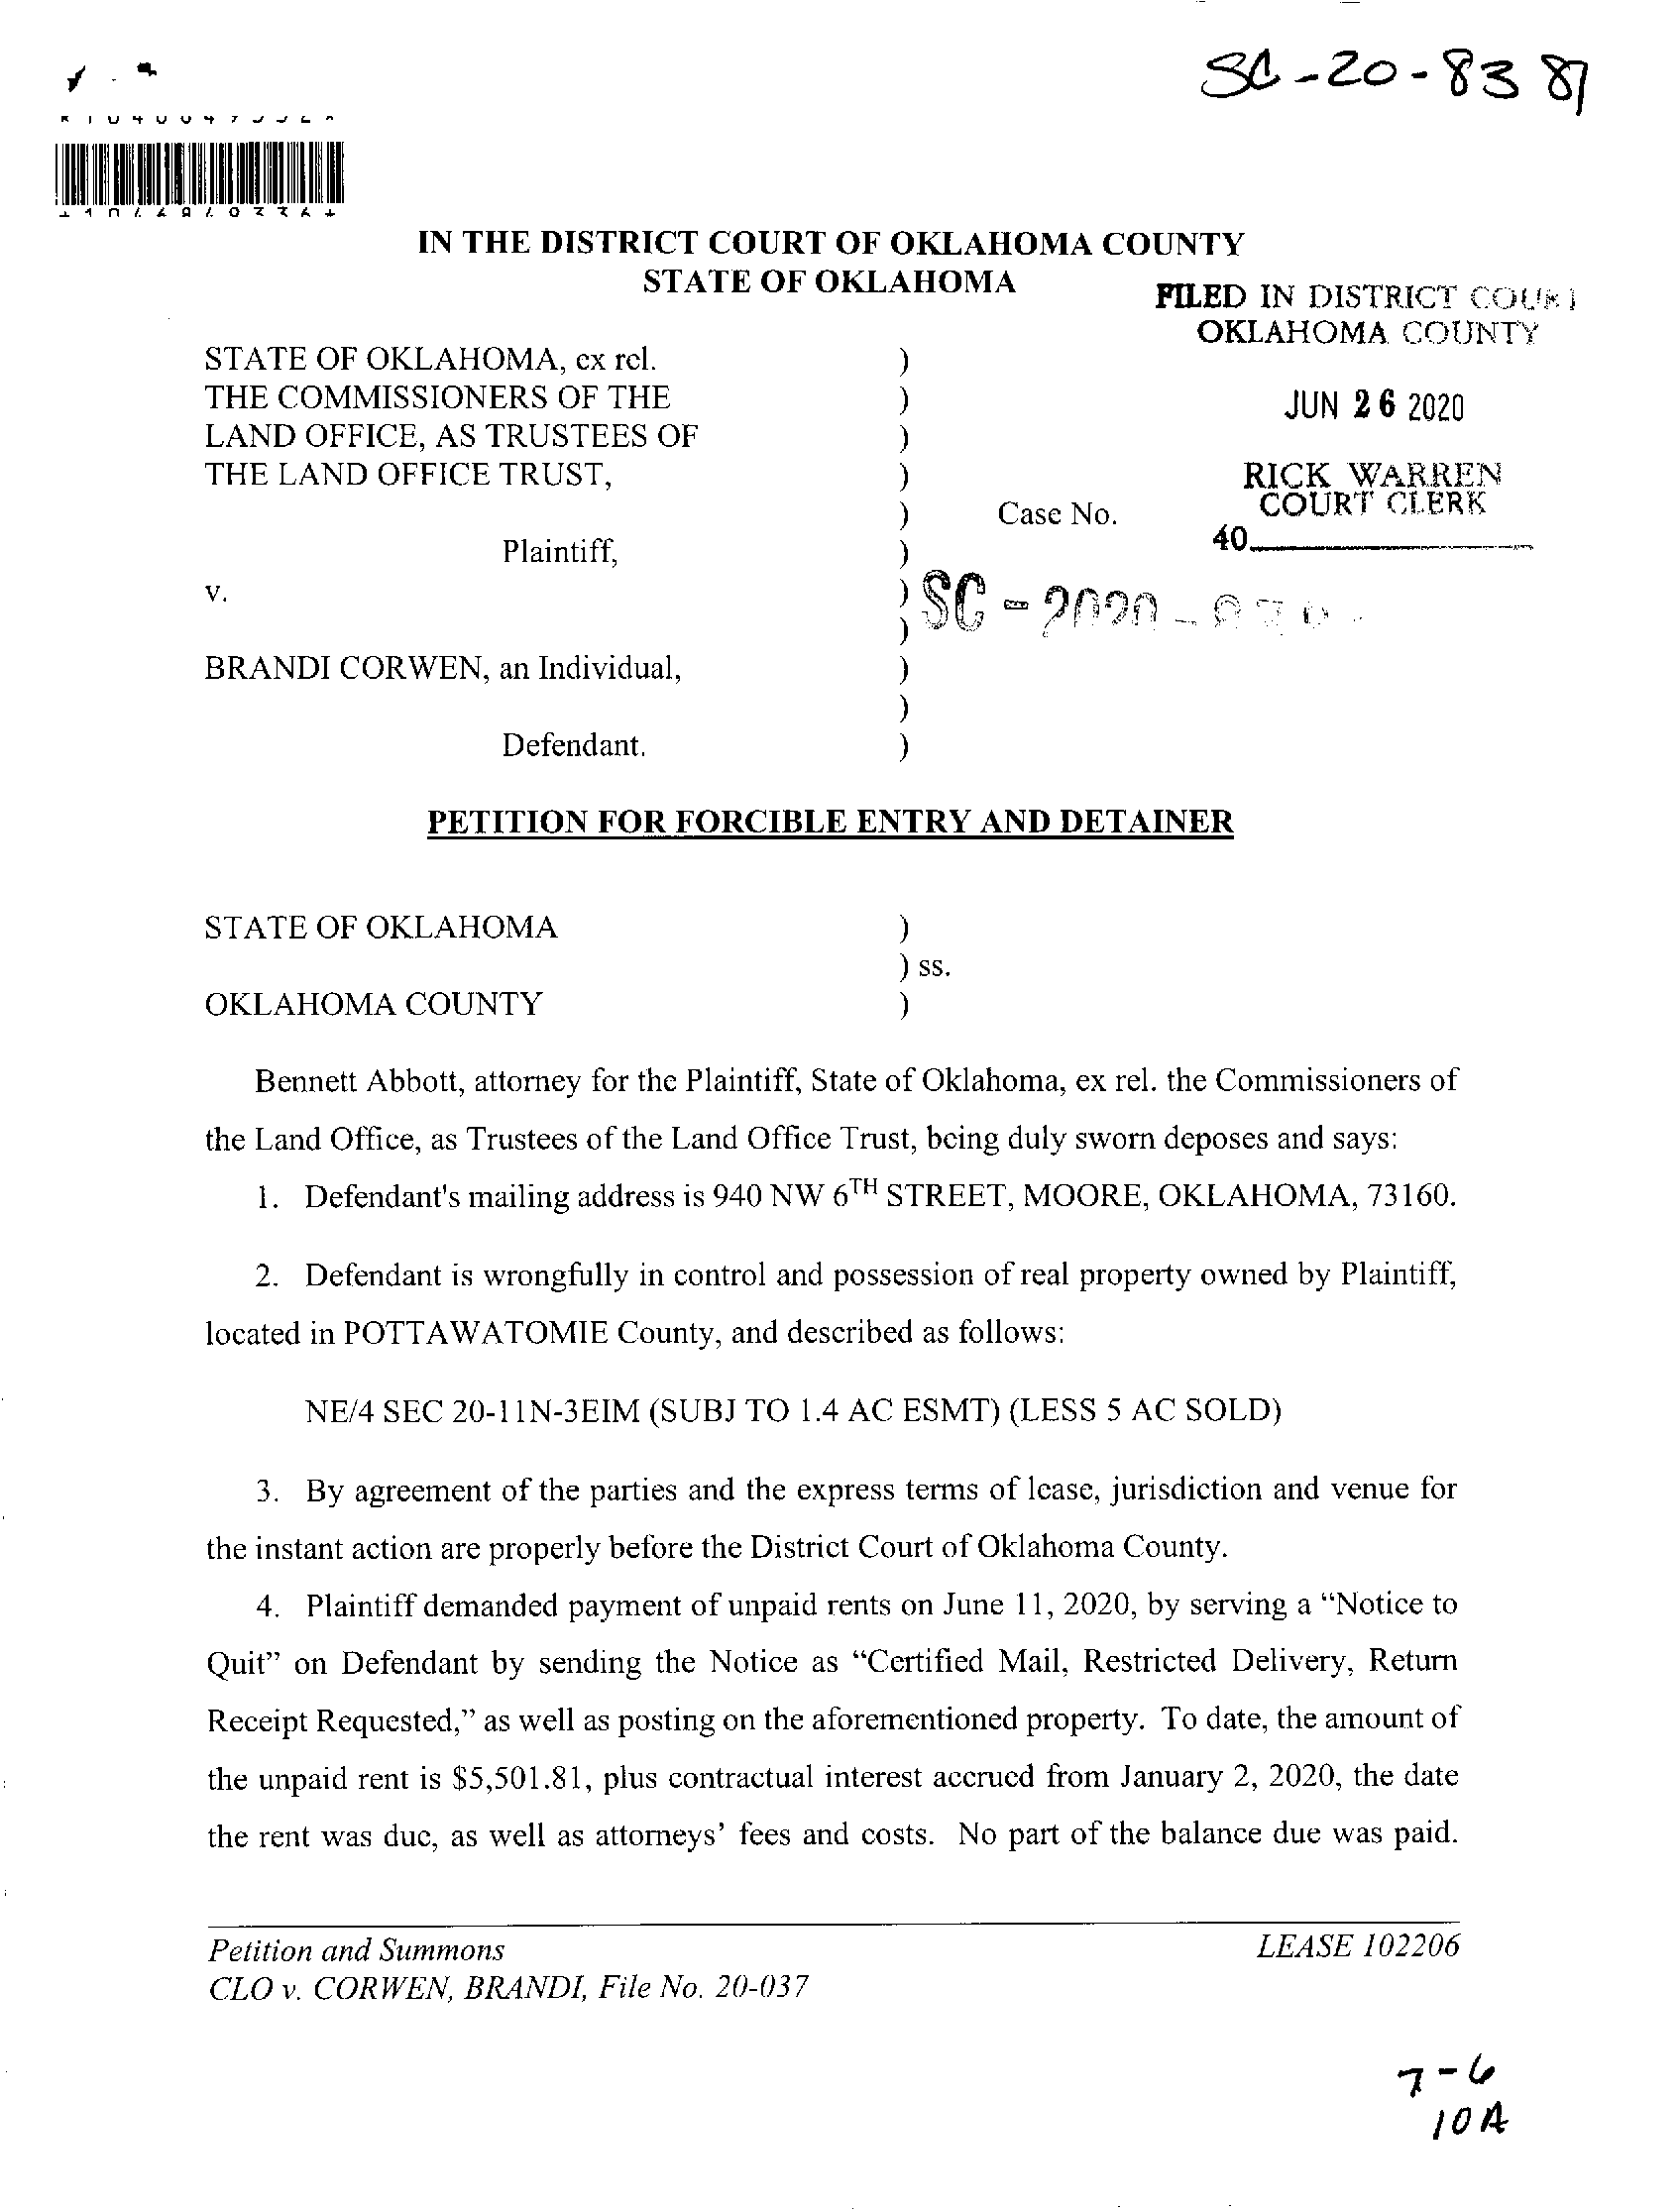 SC-20-8387
IN THE DISTRICT COURT OF OKLAHOMA COUNTY
STATE OF OKLAHOMA
FILED IN DISTRICT COURT
OKLAHOMA COUNTY
JUN 26 2020
RICK WARREN
COURT CLERK
40
STATE OF OKLAHOMA, ex rel. )
THE COMMISSIONERS OF THE )
LAND OFFICE, AS TRUSTEES OF )
THE LAND OFFICE TRUST, )
) Case No.
Plaintiff, )
v. ) SC - 2020 -
)
BRANDI CORWEN, an Individual, )
)
Defendant. )
PETITION FOR FORCIBLE ENTRY AND DETAINER
STATE OF OKLAHOMA )
) ss.
OKLAHOMA COUNTY )
Bennett Abbott, attorney for the Plaintiff, State of Oklahoma, ex rel. the Commissioners of
the Land Office, as Trustees of the Land Office Trust, being duly sworn deposes and says:
1. Defendant's mailing address is 940 NW 6TH STREET, MOORE, OKLAHOMA, 73160.
2. Defendant is wrongfully in control and possession of real property owned by Plaintiff,
located in POTTAWATOMIE County, and described as follows:
NE/4 SEC 20-11N-3EIM (SUBJ TO 1.4 AC ESMT) (LESS 5 AC SOLD)
3. By agreement of the parties and the express terms of lease, jurisdiction and venue for
the instant action are properly before the District Court of Oklahoma County.
4. Plaintiff demanded payment of unpaid rents on June 11, 2020, by serving a “Notice to
Quit” on Defendant by sending the Notice as “Certified Mail, Restricted Delivery, Return
Receipt Requested,” as well as posting on the aforementioned property. To date, the amount of
the unpaid rent is $5,501.81, plus contractual interest accrued from January 2, 2020, the date
the rent was due, as well as attorneys’ fees and costs. No part of the balance due was paid.
Petition and Summons LEASE 102206
CLO v. CORWEN, BRANDI, File No. 20-037
7-6
10A